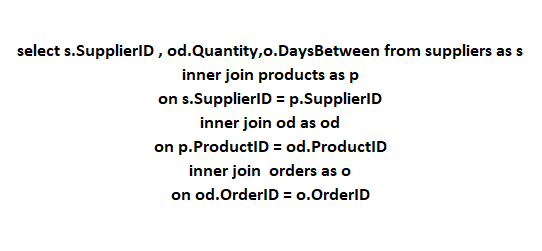 select s.SupplierID , od.Quantity,o.DaysBetween from suppliers as s
inner join products as p
on s.SupplierID = p.SupplierID
inner join od as od
on p.ProductID = od.ProductID
inner join  orders as o
on od.OrderID = o.OrderID